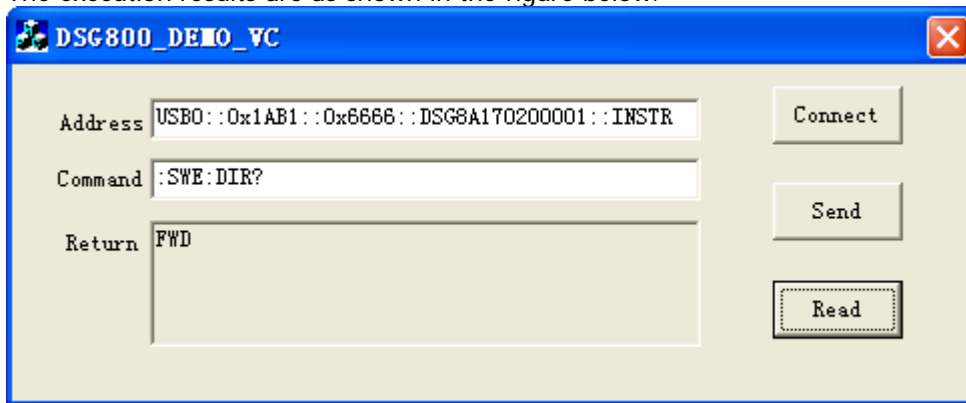 The execution results are as shown in the figure below.
DSG800_DEMO_VC
Address USB0::0x1AB1::0x6666::DSG8A170200001::INSTR Connect
Command :SWE:DIR?
Send
Return FWD
Read